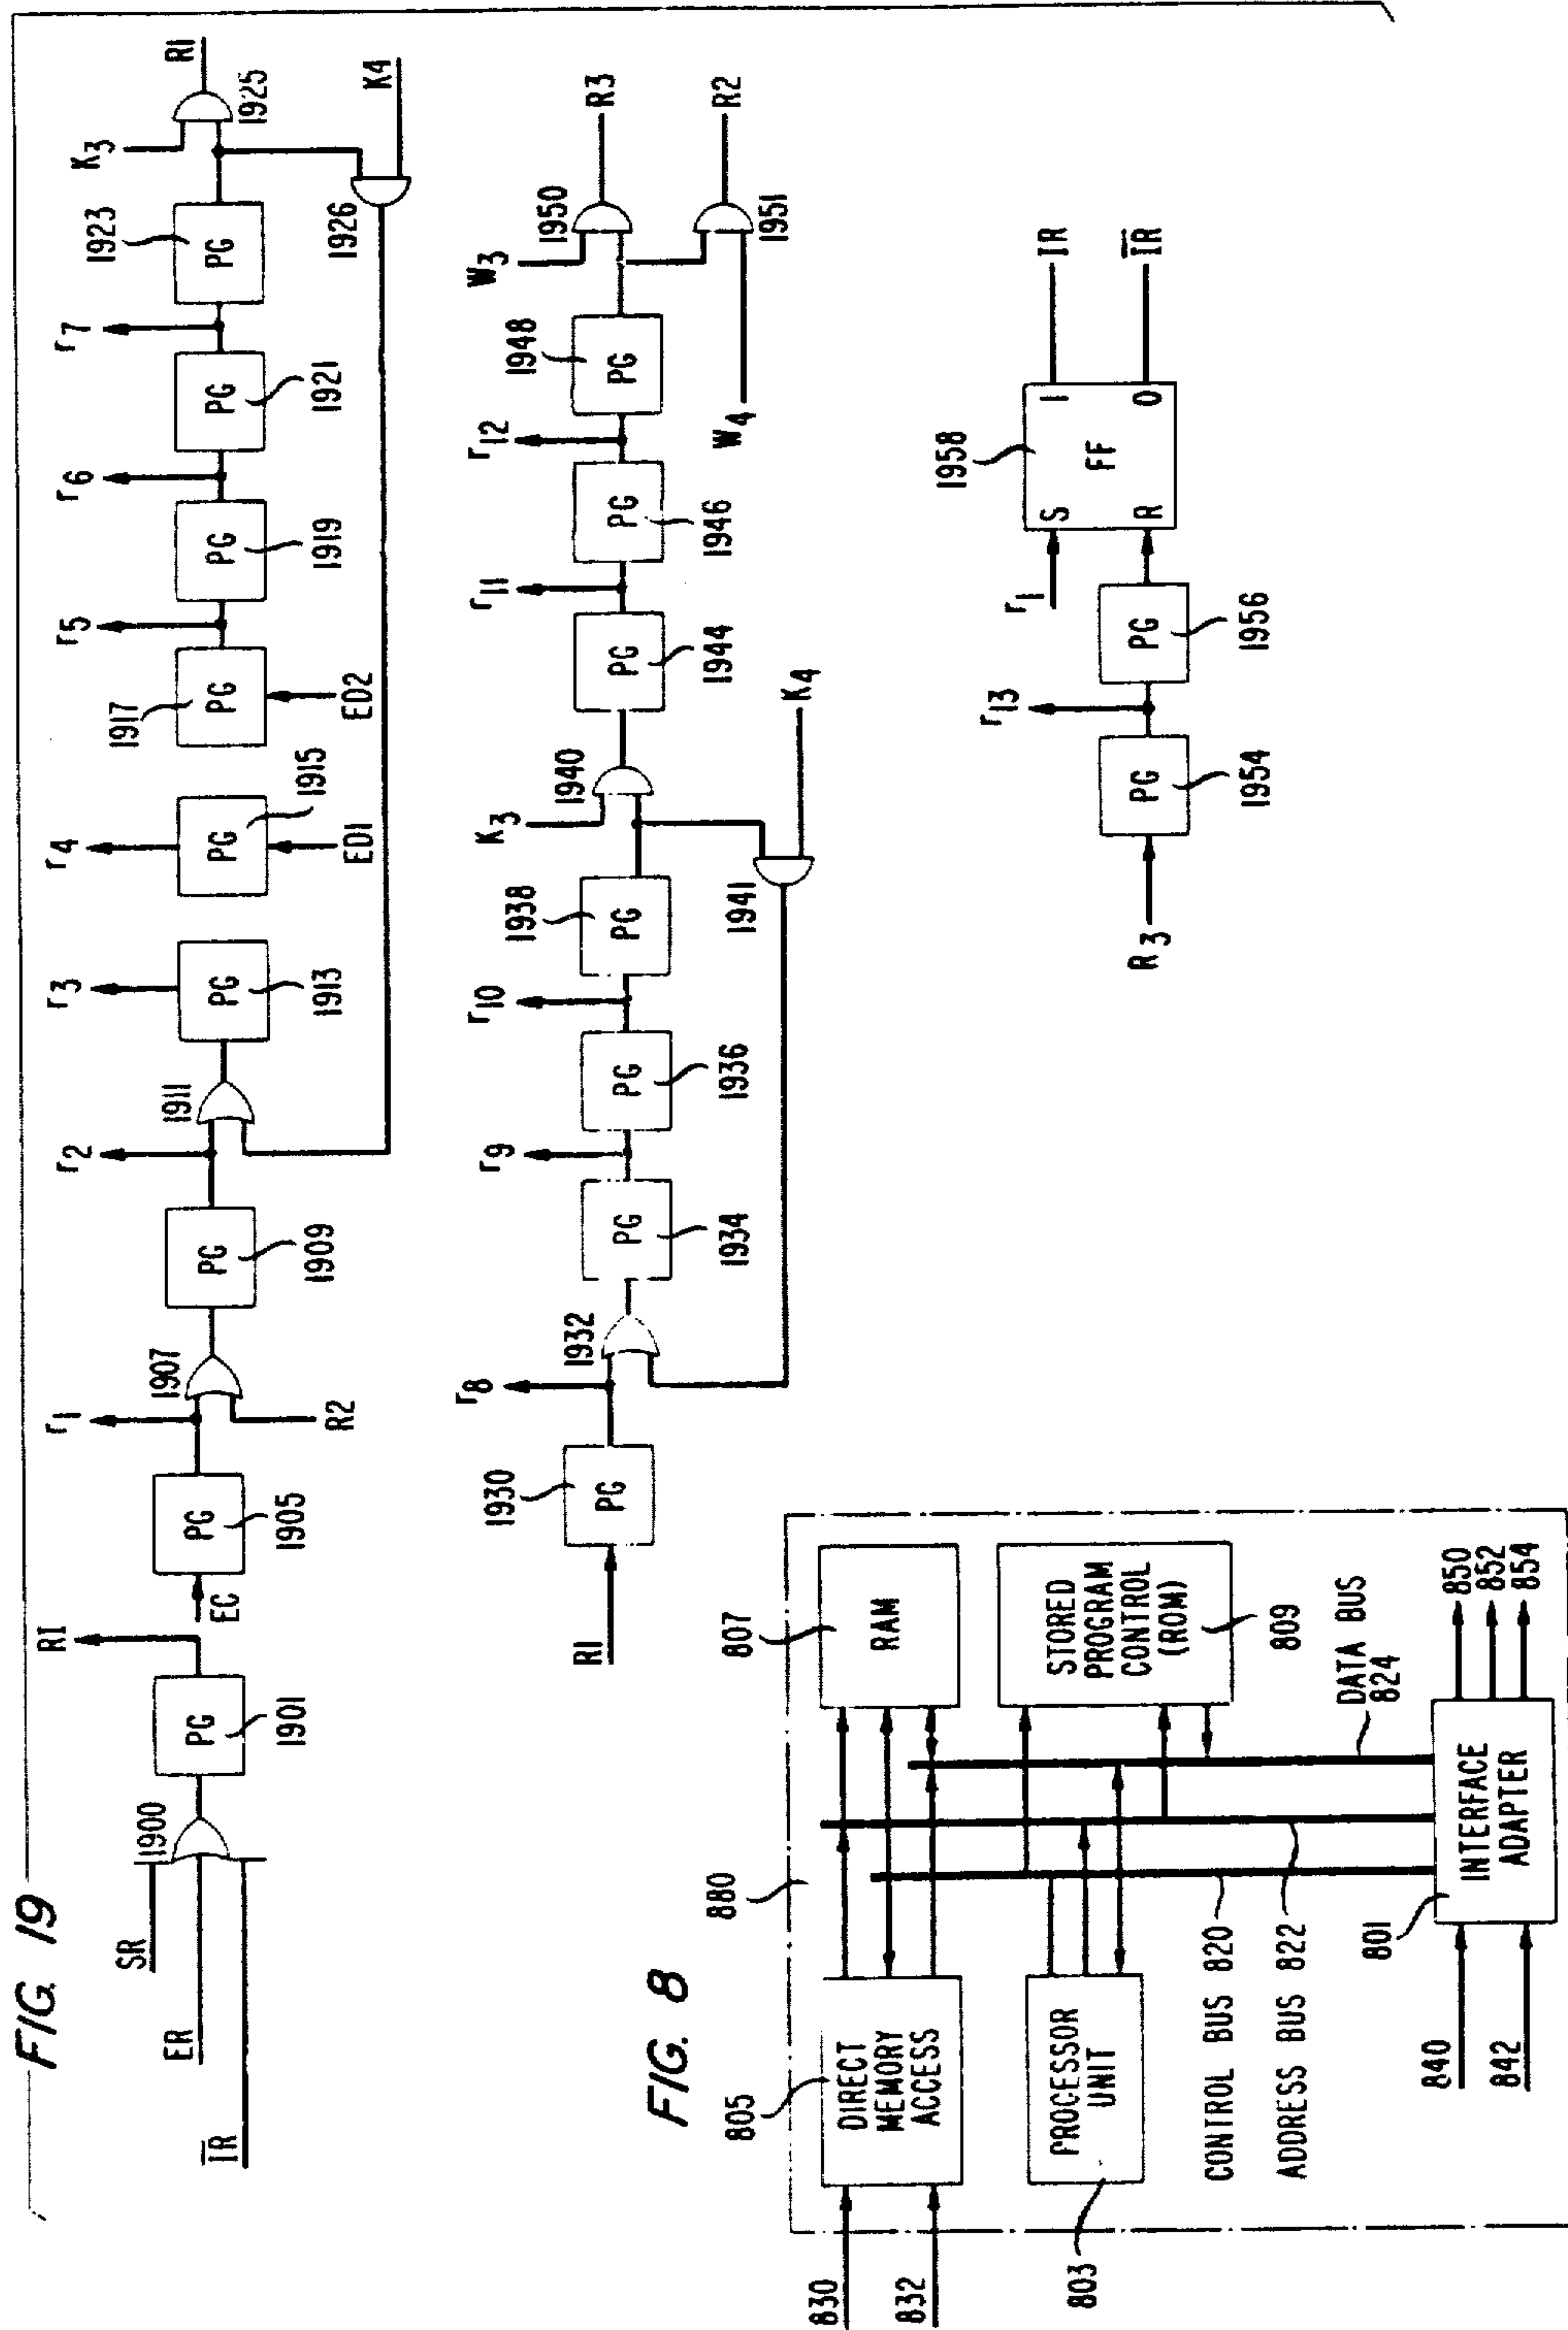 FIG. 19
SR
ER
IR
1900
PG
1901
RI
EC
PG
1905
r1
R2
1907
PG
1909
r2
1911
PG
1913
r3
PG
1915
r4
ED1
1917
PG
ED2
r5
PG
1919
r6
PG
1921
r7
1923
PG
K3
1925
R1
1926
K4
R1
1930
PG
r8
1932
PG
1934
r9
PG
1936
r10
1938
PG
K3
1940
1941
K4
PG
1944
r11
PG
1946
r12
1948
PG
W3
1950
R3
W4
1951
R2
R3
PG
1954
r13
PG
1956
r1
1958
S 1
FF
R 0
IR
IR
FIG. 8
880
830
832
805
DIRECT
MEMORY
ACCESS
807
RAM
803
PROCESSOR
UNIT
STORED
PROGRAM
CONTROL
(ROM)
809
CONTROL BUS 820
ADDRESS BUS 822
DATA BUS
824
801
INTERFACE
ADAPTER
840
842
850
852
854